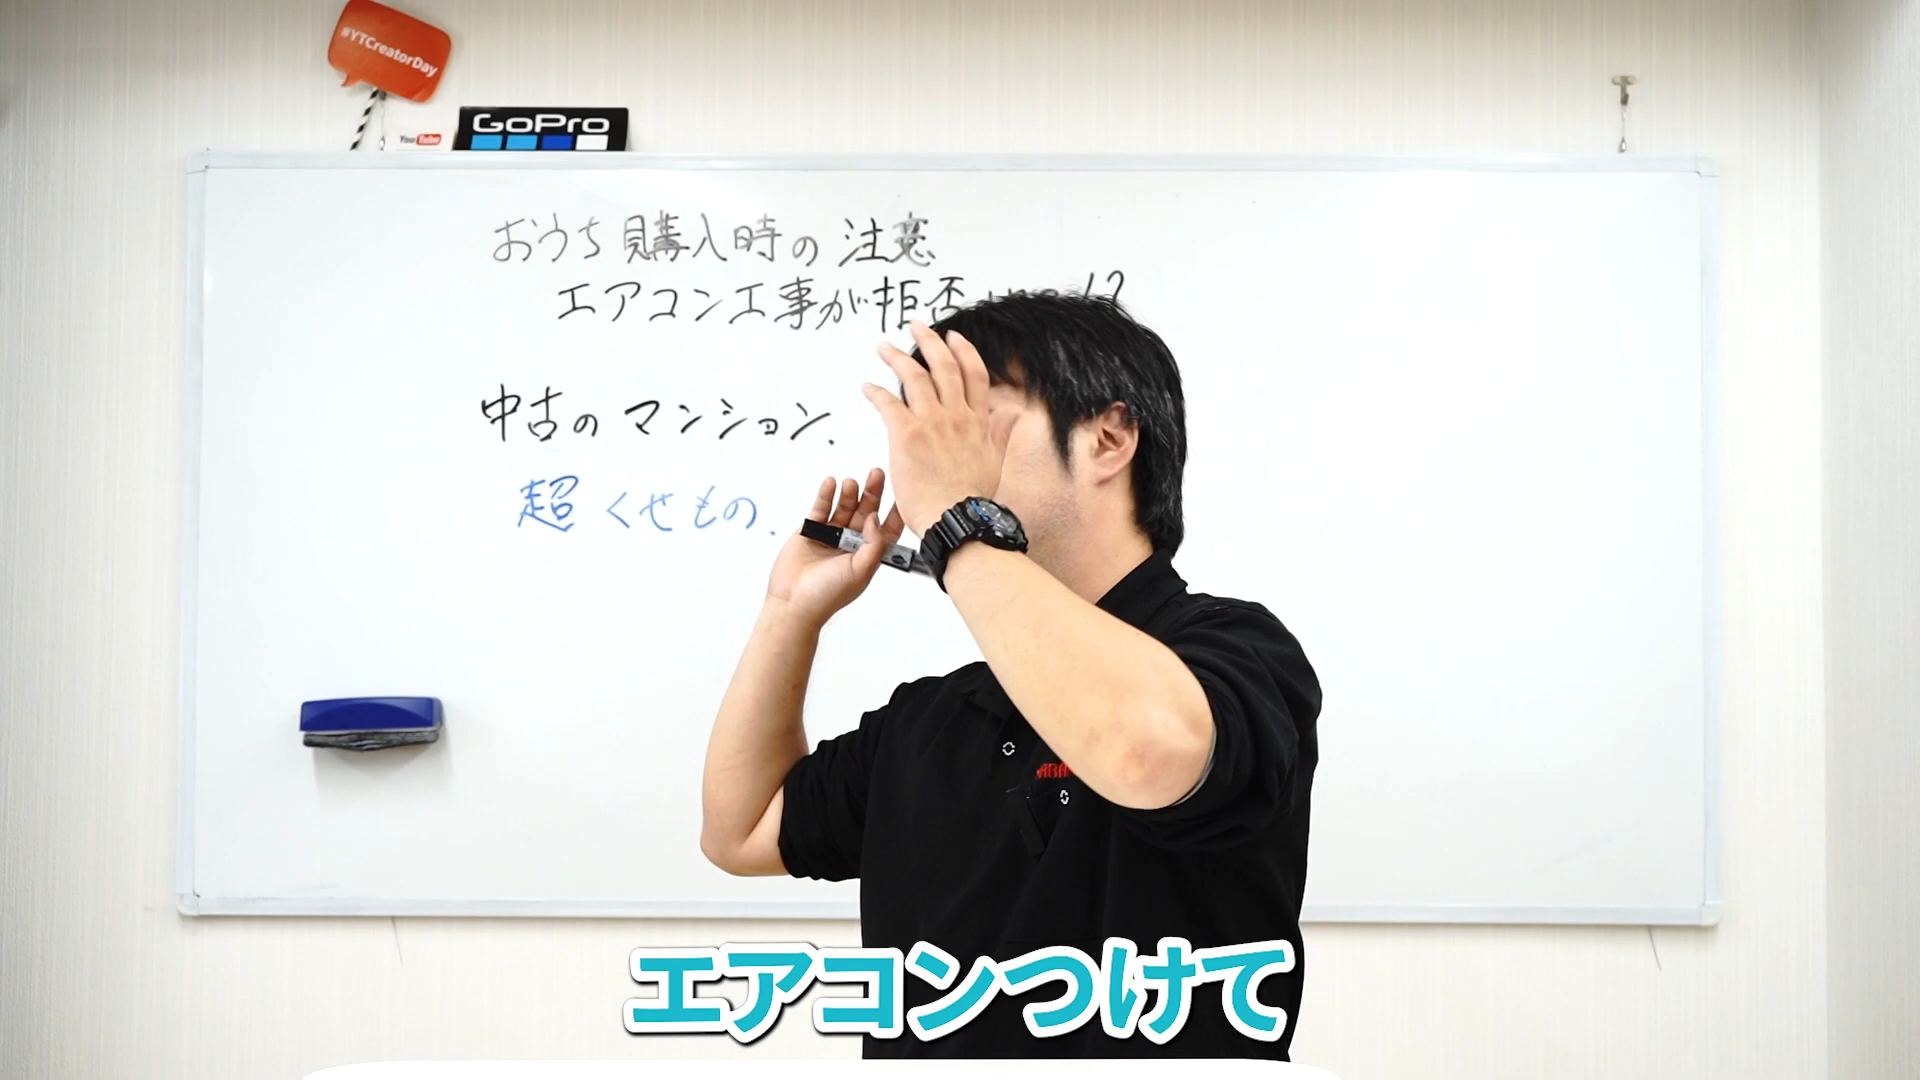 #YTCreatorDay
YouTube
GoPro
おうち購入時の注意
エアコン工事が拒否
中古のマンション.
超くせもの.
エアコンつけて